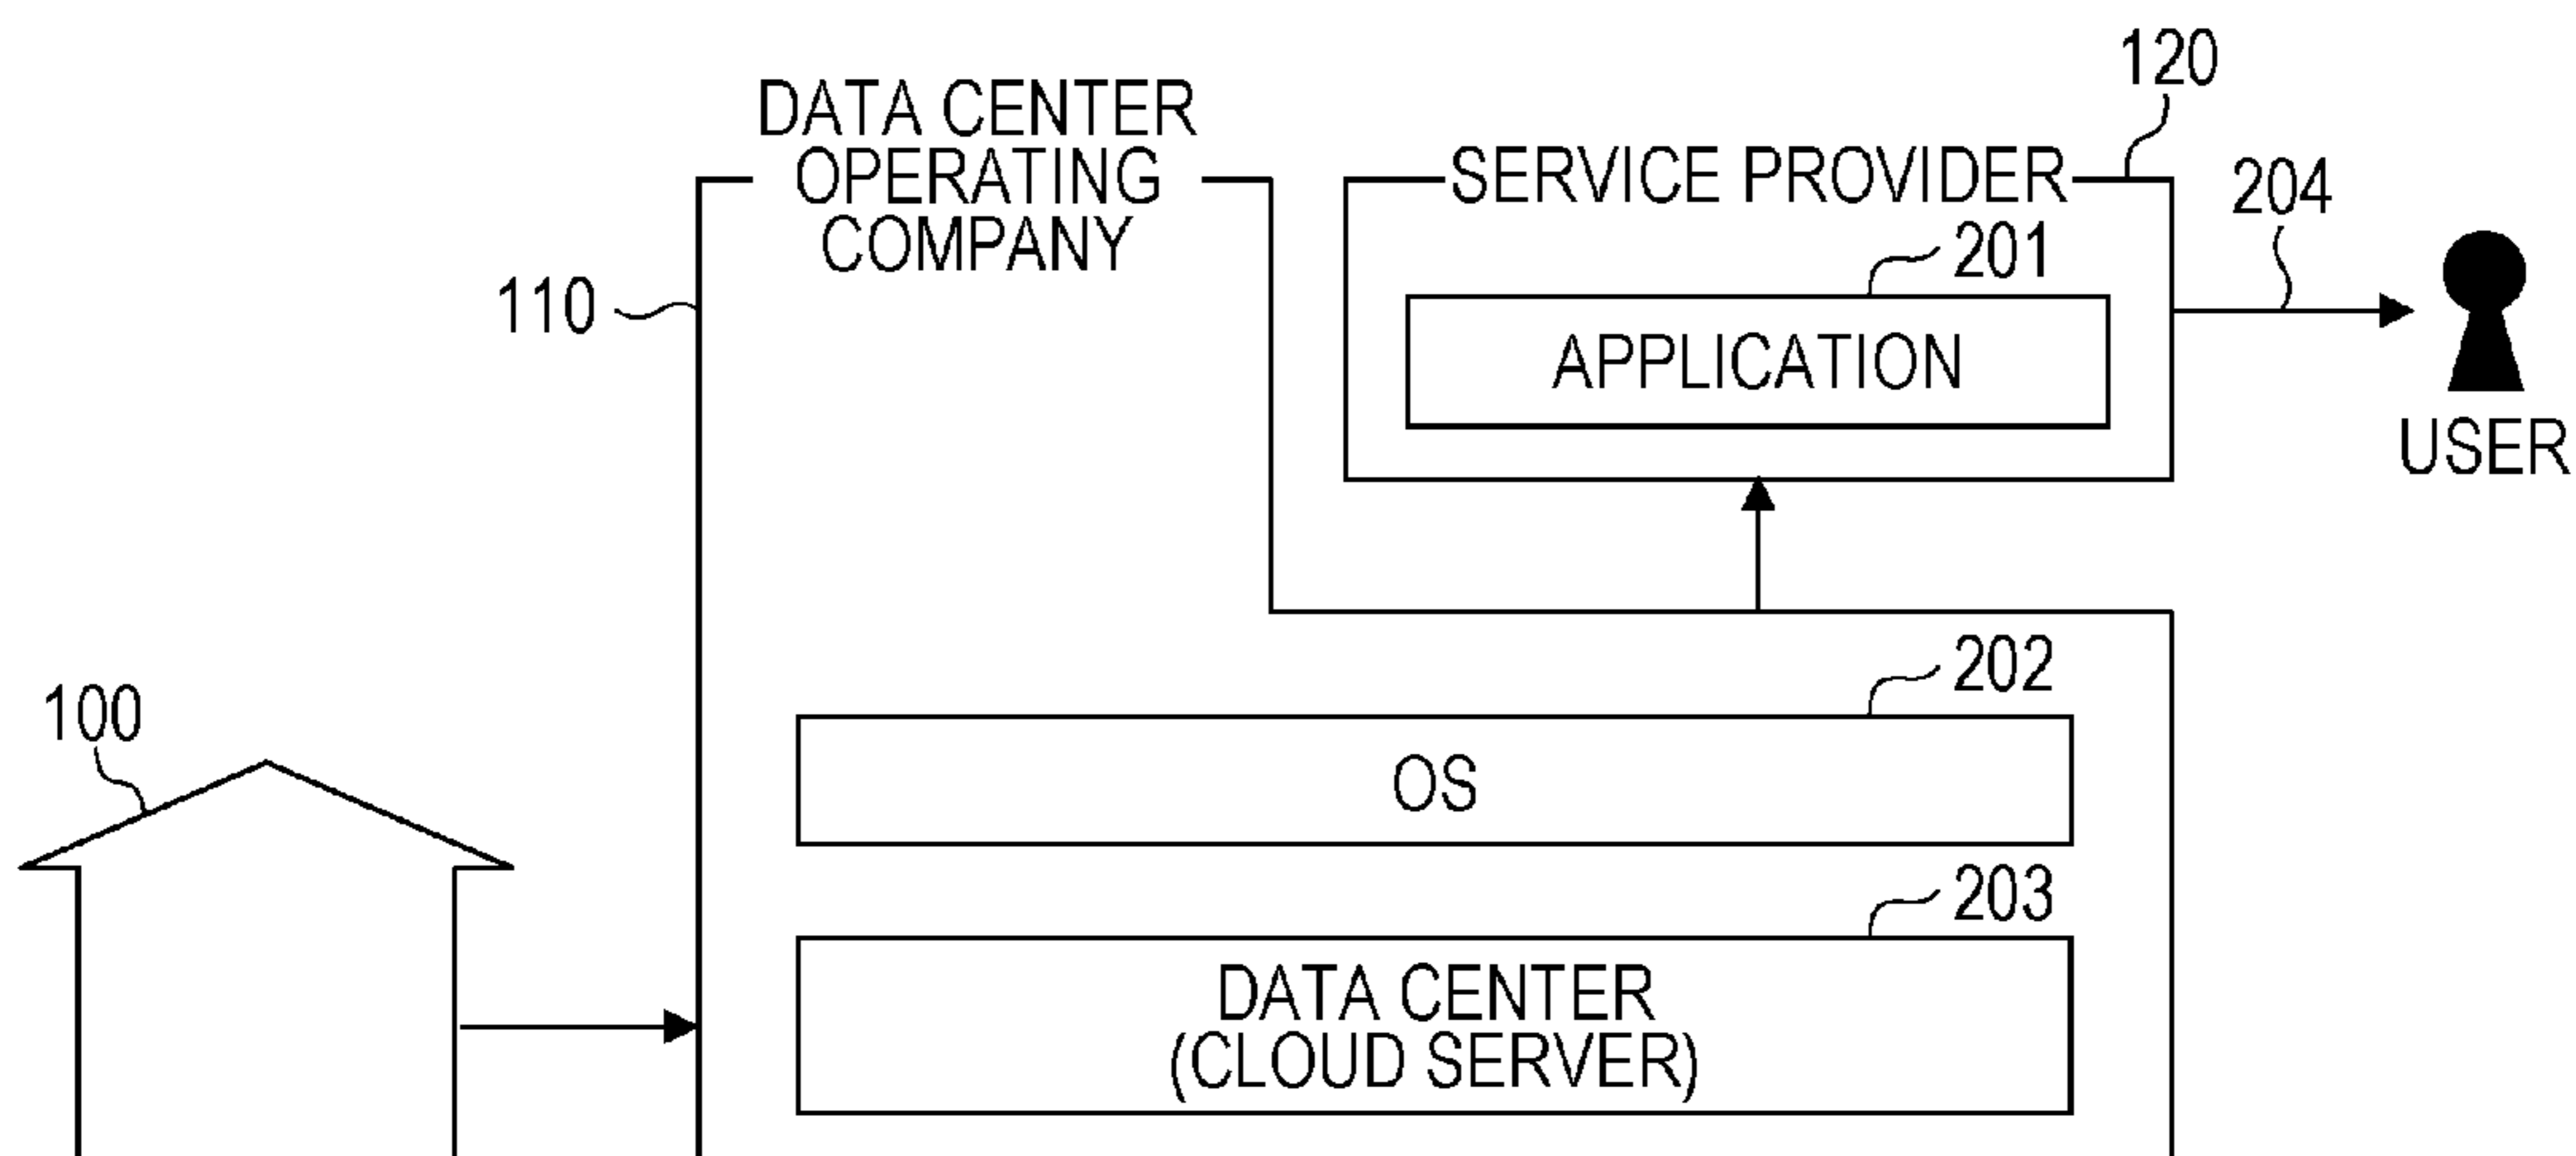 120
DATA CENTER
OPERATING
COMPANY
SERVICE PROVIDER
204
201
110
APPLICATION
USER
202
100
OS
203
DATA CENTER
(CLOUD SERVER)